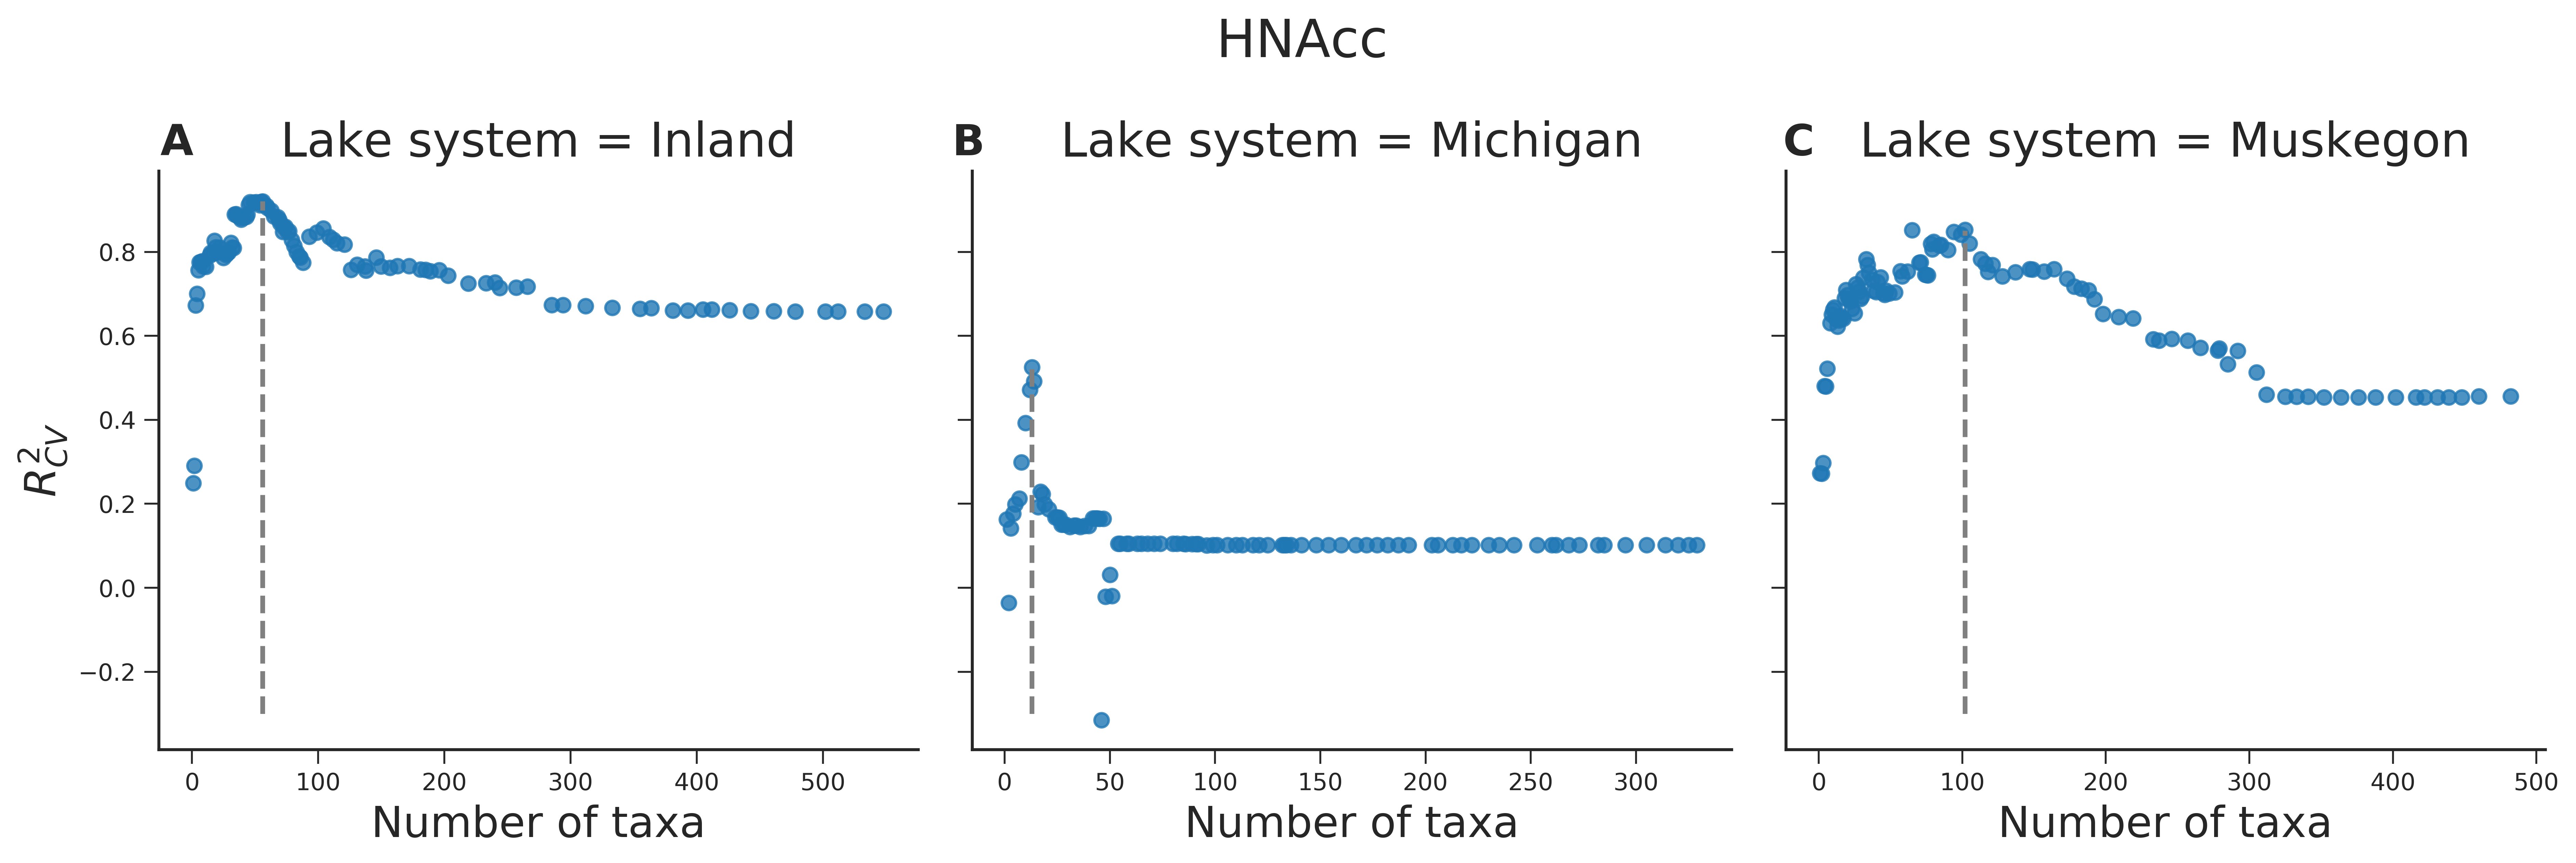 HNAcc
A Lake system = Inland
B Lake system = Michigan
C Lake system = Muskegon
R²CV
0.8
0.6
0.4
0.2
0.0
−0.2
0 100 200 300 400 500
0 50 100 150 200 250 300
0 100 200 300 400 500
Number of taxa
Number of taxa
Number of taxa